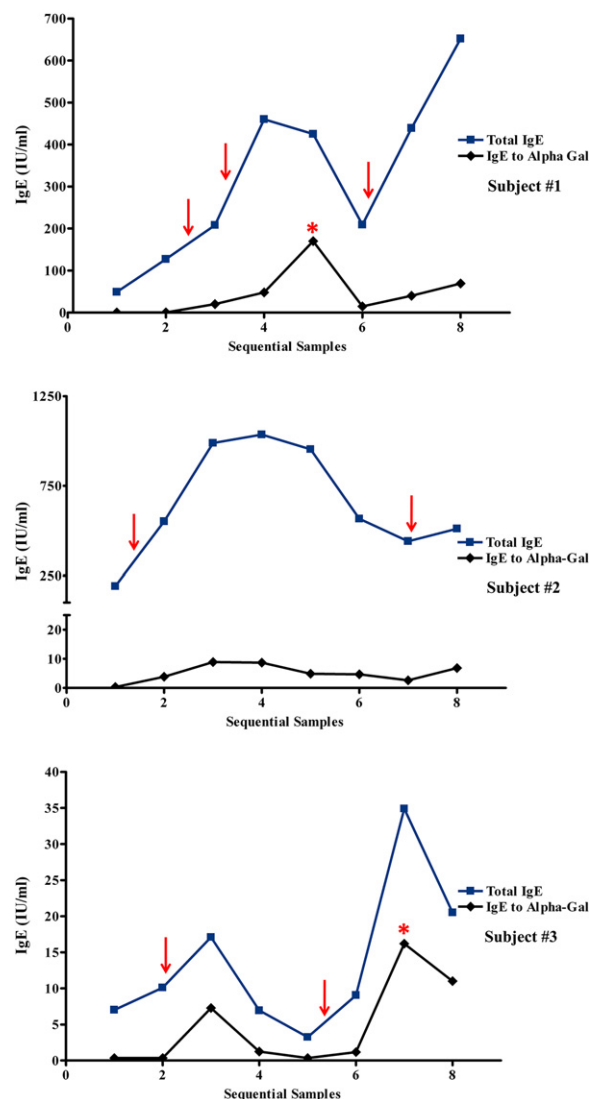 700
600
500
400
300
200
100
0
IgE (IU/ml)
*
0 2 4 6 8
Sequential Samples
Total IgE
IgE to Alpha Gal
Subject #1
1250
750
250
20
10
0
IgE (IU/ml)
0 2 4 6 8
Sequential Samples
Total IgE
IgE to Alpha-Gal
Subject #2
40
35
30
25
20
15
10
5
0
IgE (IU/ml)
*
0 2 4 6 8
Sequential Samples
Total IgE
IgE to Alpha-Gal
Subject #3